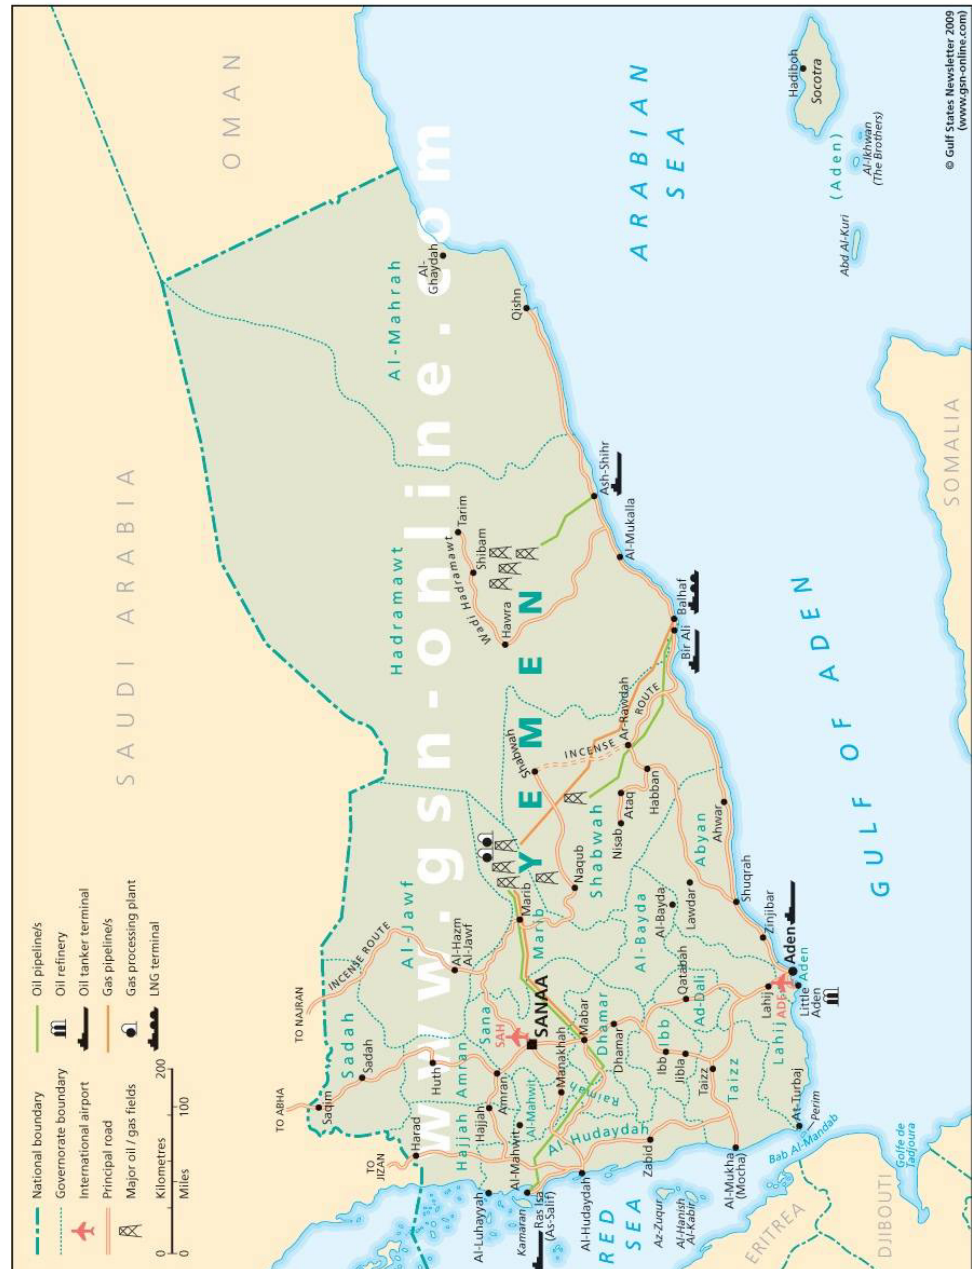 National boundary
Governorate boundary
International airport
Principal road
Major oil / gas fields
Kilometres
0
100
200
0
Miles
Oil pipeline/s
Oil refinery
Oil tanker terminal
Gas pipeline/s
Gas processing plant
LNG terminal
SAUDI ARABIA
OMAN
TO ABHA
TO NAJRAN
TO
JIZAN
INCENSE ROUTE
Saqim
Sadah
Sadah
Harad
Huth
Al-Jawf
Al-Hazm
Al-Jawf
Hajjah
Amran
Hajjah
Amran
Sana
SAH
SANAA
Al-Luhayyah
Al-Mahwit
Al-Mahwit
Manakhah
Kamaran
Ras Isa
(As-Salif)
Marib
Marib
Mabar
Raimah
Dhamar
Dhamar
Al-Hudaydah
Al Hudaydah
Naqub
Shabwah
Shabwah
INCENSE
ROUTE
Ar-Rawdah
Nisab
Ataq
Habban
Hadramawt
Wadi Hadramawt
Tarim
Shibam
Hawra
Al-Mahrah
Al-
Ghaydah
Qishn
Ash-Shihr
Al-Mukalla
Balhaf
Bir Ali
YEMEN
www.gsn-online.com
Al-Bayda
Al-Bayda
Lawdar
Abyan
Ahwar
Shuqrah
Zinjibar
Ibb
Ibb
Jibla
Qatabah
Ad-Dali
Taizz
Taizz
Zabid
Lahij
Lahij
ADE
Aden
Aden
Little
Aden
At-Turbaj
Perim
Bab Al-Mandab
Al-Mukha
(Mocha)
Az-Zuqur
Al-Hanish
Al-Kabir
RED
SEA
ERITREA
DJIBOUTI
Golfe de
Tadjoura
GULF OF ADEN
ARABIAN
SEA
SOMALIA
Hadiboh
Socotra
(Aden)
Al-Ikhwan
(The Brothers)
Abd Al-Kuri
© Gulf States Newsletter 2009
(www.gsn-online.com)